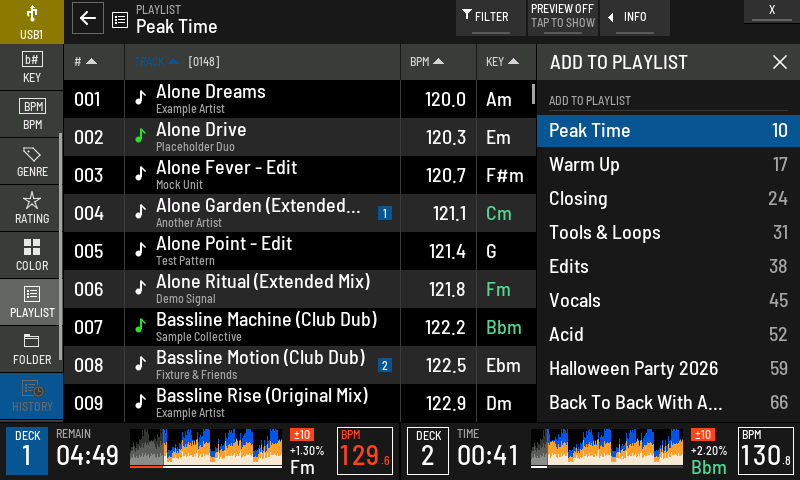 USB1
PLAYLIST
Peak Time
FILTER
PREVIEW OFF
TAP TO SHOW
INFO
X
b#
KEY
BPM
BPM
GENRE
RATING
COLOR
PLAYLIST
FOLDER
HISTORY
#
TRACK
[0148]
BPM
KEY
001
Alone Dreams
Example Artist
120.0
Am
002
Alone Drive
Placeholder Duo
120.3
Em
003
Alone Fever - Edit
Mock Unit
120.7
F#m
004
Alone Garden (Extended...
Another Artist
1
121.1
Cm
005
Alone Point - Edit
Test Pattern
121.4
G
006
Alone Ritual (Extended Mix)
Demo Signal
121.8
Fm
007
Bassline Machine (Club Dub)
Sample Collective
122.2
Bbm
008
Bassline Motion (Club Dub)
Fixture & Friends
2
122.5
Ebm
009
Bassline Rise (Original Mix)
Example Artist
122.9
Dm
ADD TO PLAYLIST
ADD TO PLAYLIST
Peak Time 10
Warm Up 17
Closing 24
Tools & Loops 31
Edits 38
Vocals 45
Acid 52
Halloween Party 2026 59
Back To Back With A... 66
DECK
1
REMAIN
04:49
±10
+1.30%
Fm
BPM
129.6
DECK
2
TIME
00:41
±10
+2.20%
Bbm
BPM
130.8